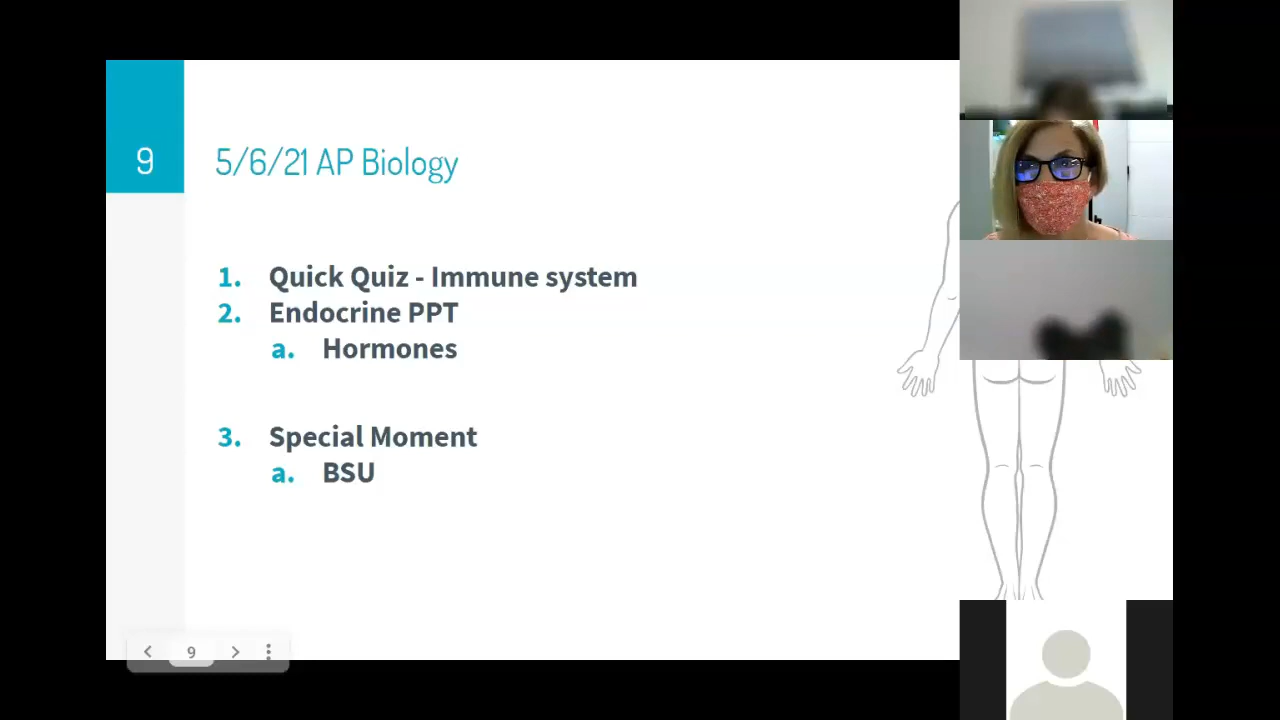 9
5/6/21 AP Biology
1. Quick Quiz - Immune system
2. Endocrine PPT
a. Hormones
3. Special Moment
a. BSU
9